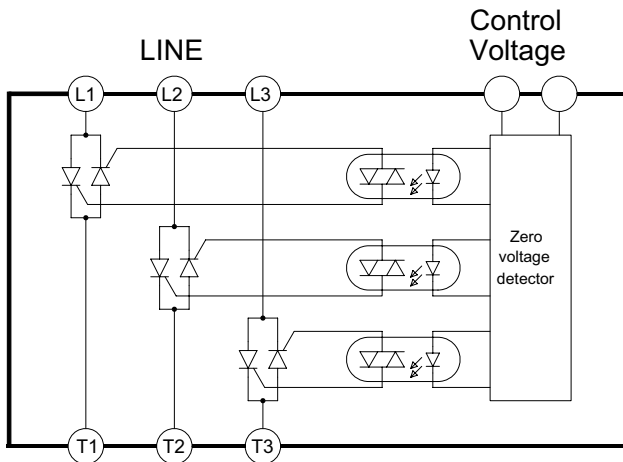 LINE
Control
Voltage
L1
L2
L3
Zero
voltage
detector
T1
T2
T3